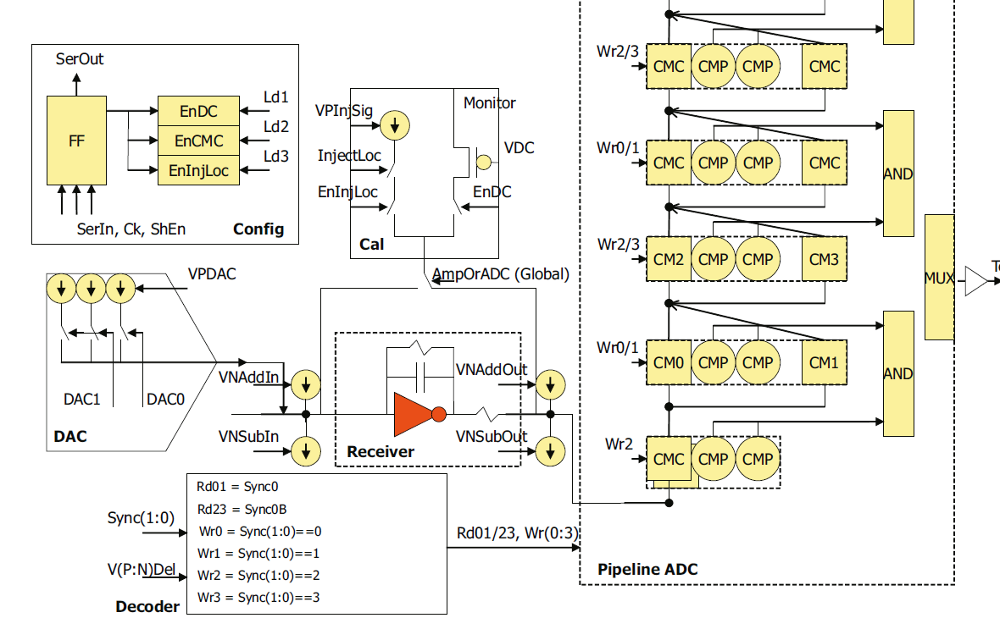 SerOut
FF
EnDC
EnCMC
EnInjLoc
Ld1
Ld2
Ld3
SerIn, Ck, ShEn
Config
VPInjSig
InjectLoc
EnInjLoc
Monitor
VDC
EnDC
Cal
AmpOrADC (Global)
VPDAC
DAC1
DAC0
DAC
VNAddIn
VNSubIn
VNAddOut
VNSubOut
Receiver
Rd01 = Sync0
Rd23 = Sync0B
Wr0 = Sync(1:0)==0
Wr1 = Sync(1:0)==1
Wr2 = Sync(1:0)==2
Wr3 = Sync(1:0)==3
Sync(1:0)
V(P:N)Del
Decoder
Rd01/23, Wr(0:3)
Wr2/3
CMC CMP CMP CMC
Wr0/1
CMC CMP CMP CMC
AND
Wr2/3
CM2 CMP CMP CM3
MUX
Wr0/1
CM0 CMP CMP CM1
AND
Wr2
CMC CMP CMP
Pipeline ADC